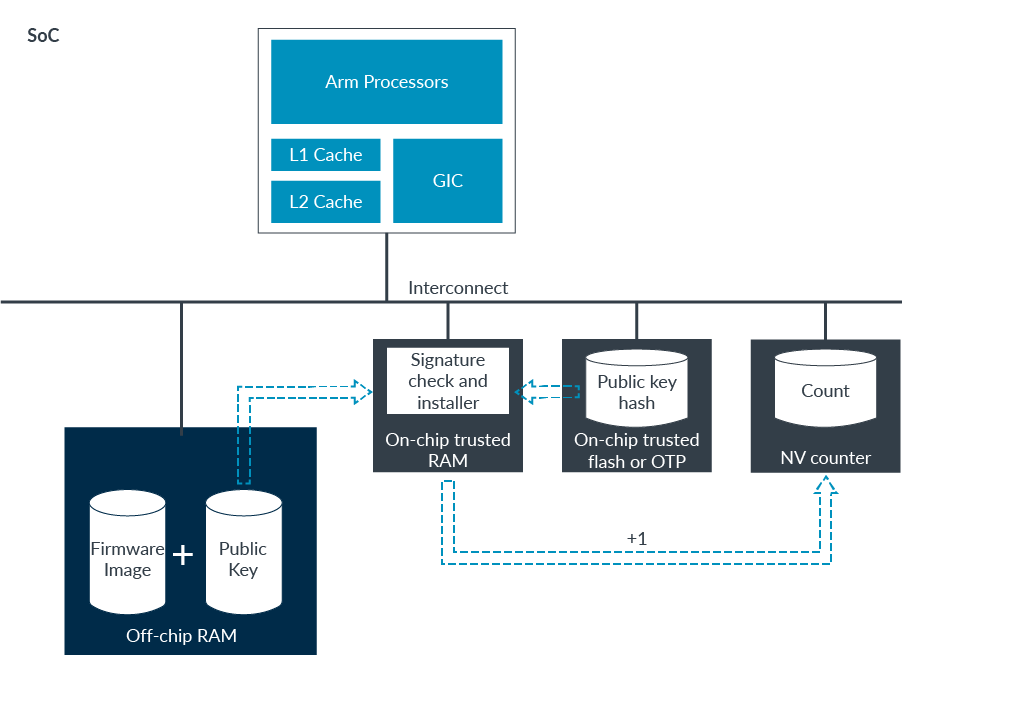 SoC
Arm Processors
L1 Cache
GIC
L2 Cache
Interconnect
Signature
check and
installer
On-chip trusted
RAM
Public key
hash
On-chip trusted
flash or OTP
Count
NV counter
+1
Firmware
Image
+
Public
Key
Off-chip RAM